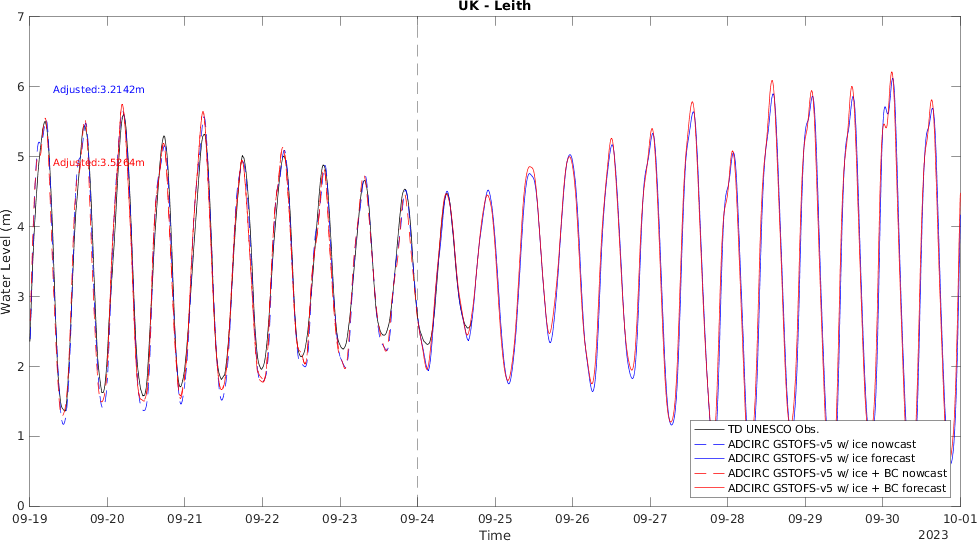 UK - Leith
7
6
5
4
3
2
1
0
Water Level (m)
Adjusted:3.2142m
Adjusted:3.5264m
TD UNESCO Obs.
ADCIRC GSTOFS-v5 w/ ice nowcast
ADCIRC GSTOFS-v5 w/ ice forecast
ADCIRC GSTOFS-v5 w/ ice + BC nowcast
ADCIRC GSTOFS-v5 w/ ice + BC forecast
09-19 09-20 09-21 09-22 09-23 09-24 09-25 09-26 09-27 09-28 09-29 09-30 10-01
Time
2023